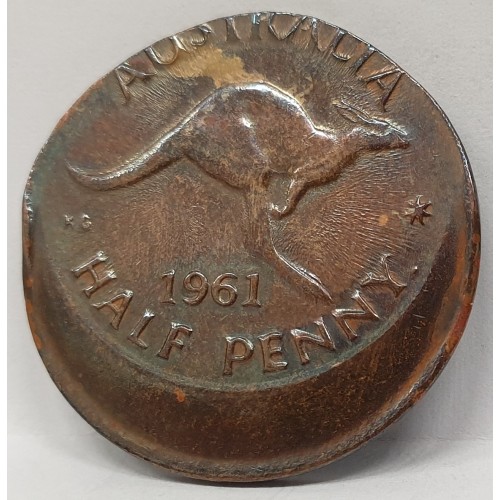 AUSTRALIA
KG
1961
HALF PENNY.